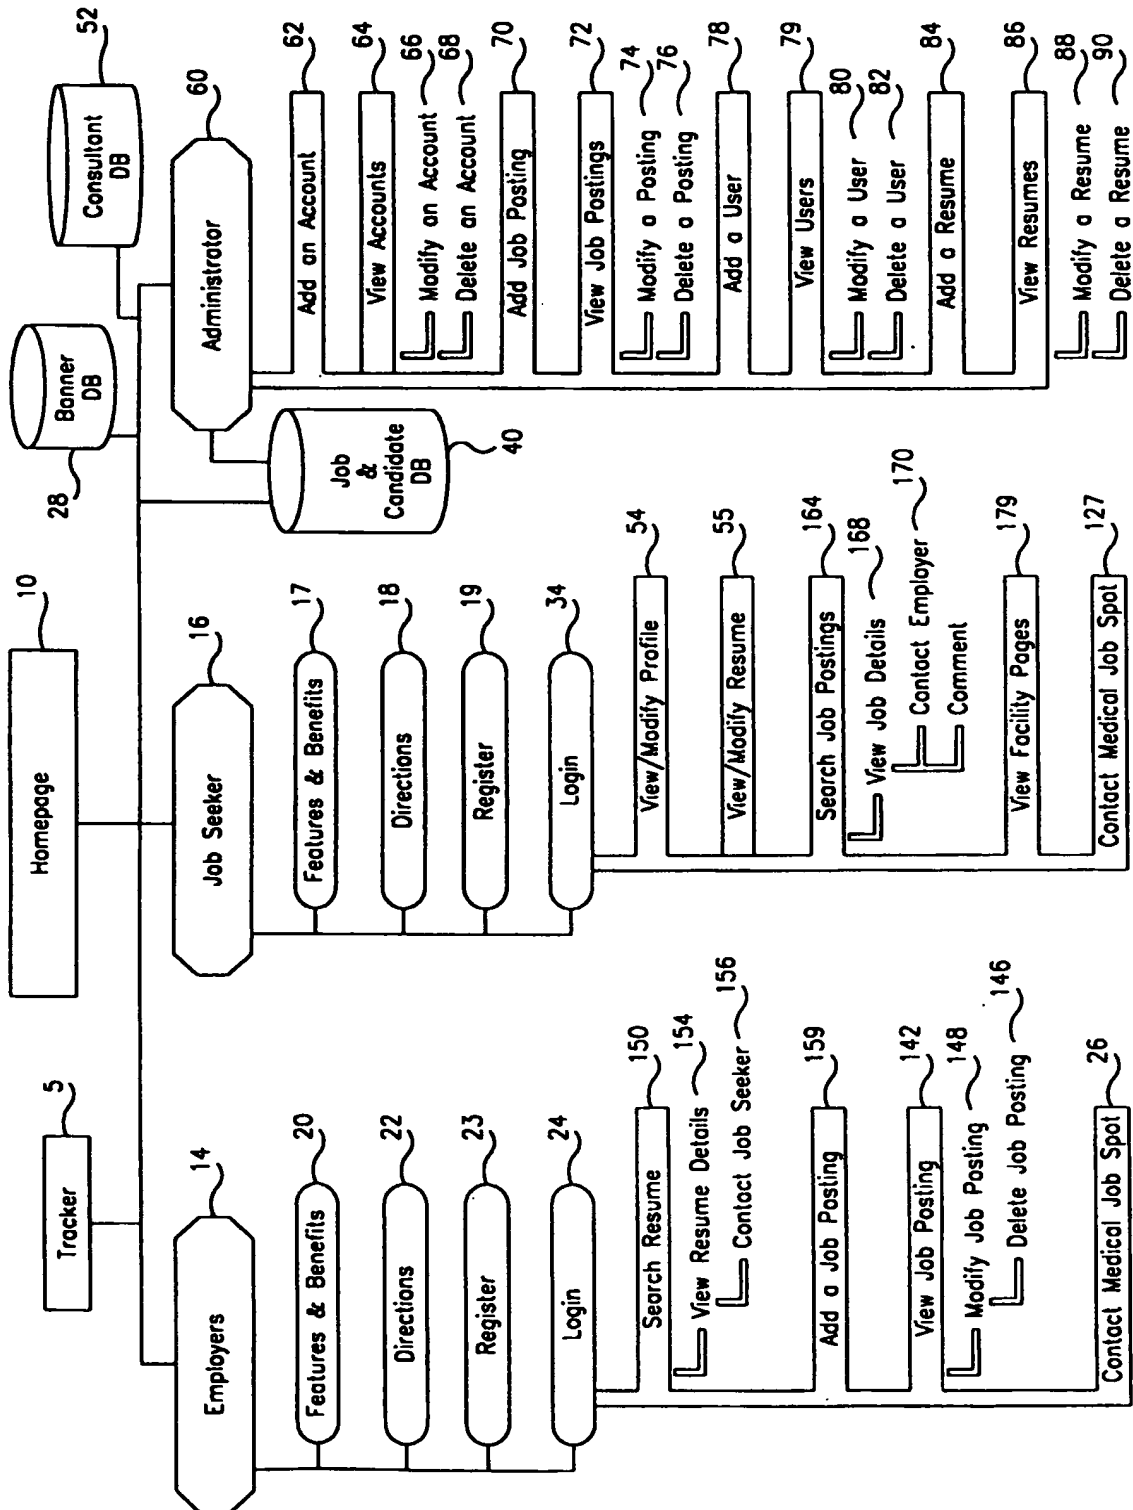 Tracker
5
Homepage
10
Banner
DB
28
Consultant
DB
52
Employers
14
Features & Benefits
20
Directions
22
Register
23
Login
24
Search Resume
150
View Resume Details
154
Contact Job Seeker
156
Add a Job Posting
159
View Job Posting
142
Modify Job Posting
148
Delete Job Posting
146
Contact Medical Job Spot
26
Job Seeker
16
Features & Benefits
17
Directions
18
Register
19
Login
34
View/Modify Profile
54
View/Modify Resume
55
Search Job Postings
164
View Job Details
168
Contact Employer
170
Comment
View Facility Pages
179
Contact Medical Job Spot
127
Job
&
Candidate
DB
40
Administrator
60
Add an Account
62
View Accounts
64
Modify an Account
66
Delete an Account
68
Add Job Posting
70
View Job Postings
72
Modify a Posting
74
Delete a Posting
76
Add a User
78
View Users
79
Modify a User
80
Delete a User
82
Add a Resume
84
View Resumes
86
Modify a Resume
88
Delete a Resume
90